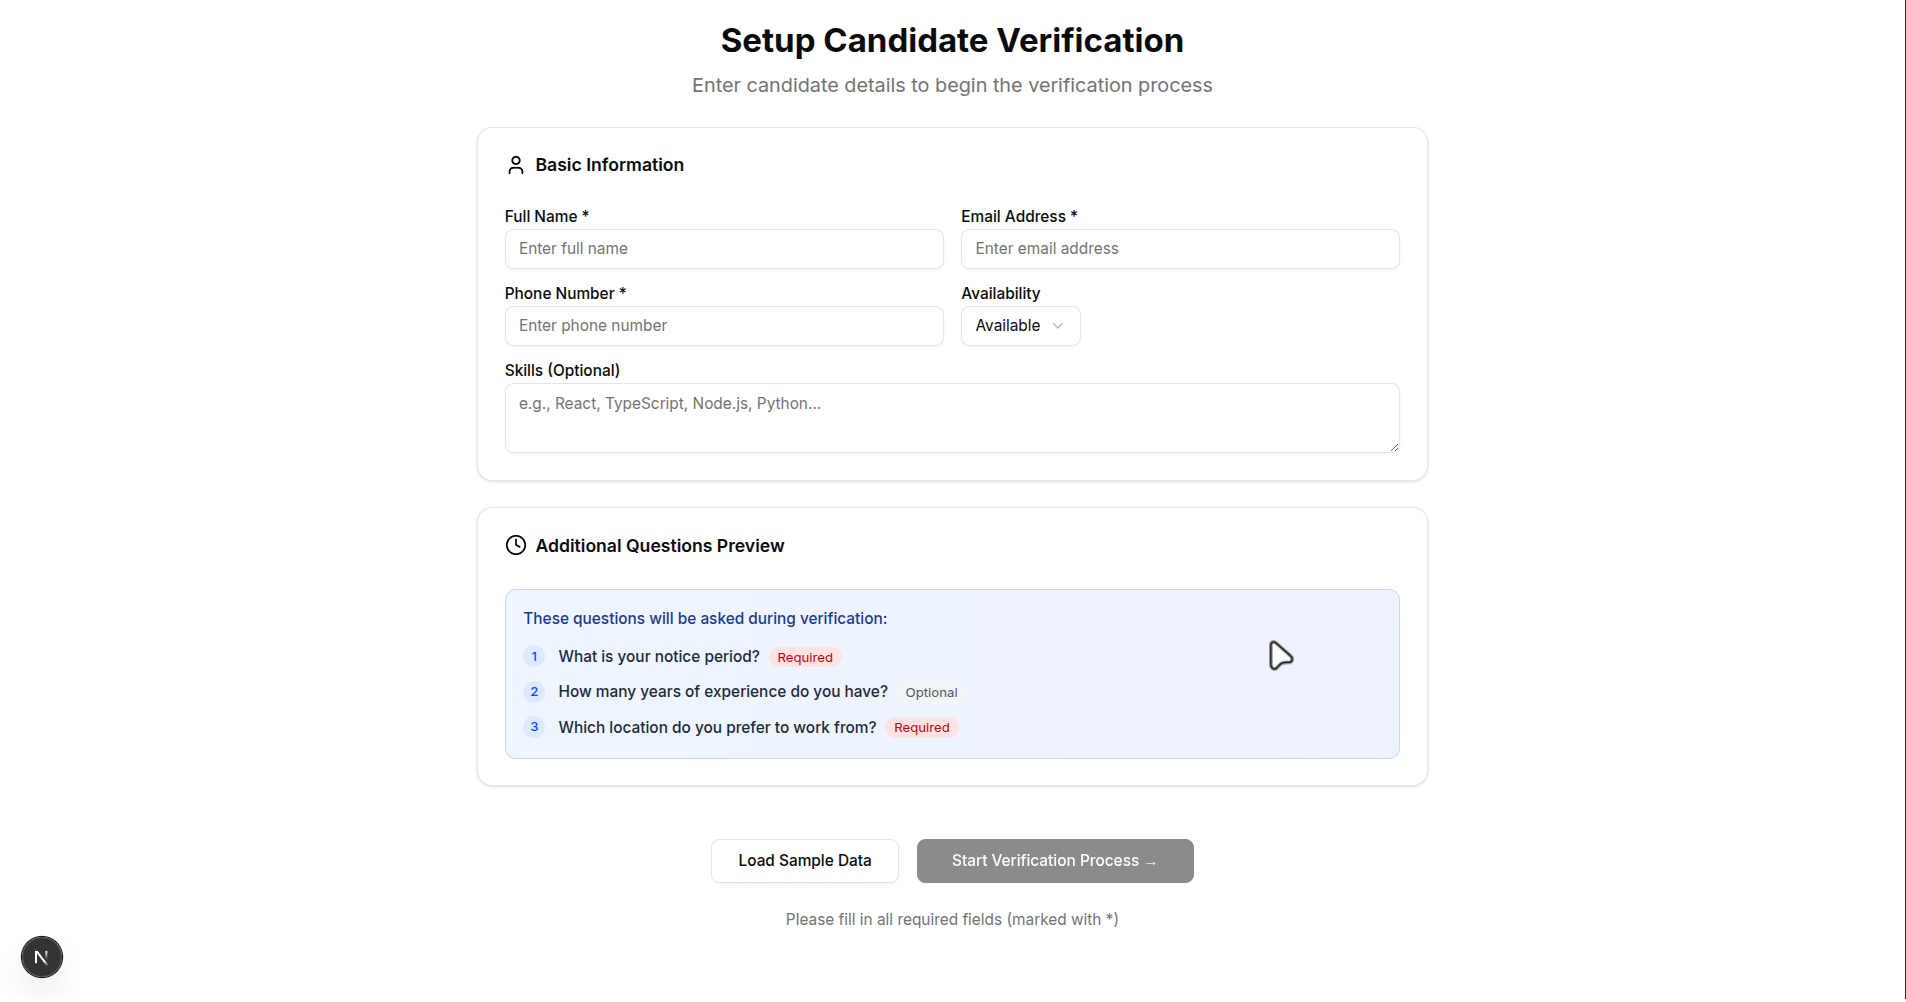 Setup Candidate Verification
Enter candidate details to begin the verification process
Basic Information
Full Name *
Enter full name
Email Address *
Enter email address
Phone Number *
Enter phone number
Availability
Available
Skills (Optional)
e.g., React, TypeScript, Node.js, Python...
Additional Questions Preview
These questions will be asked during verification:
1 What is your notice period? Required
2 How many years of experience do you have? Optional
3 Which location do you prefer to work from? Required
Load Sample Data
Start Verification Process →
Please fill in all required fields (marked with *)
N